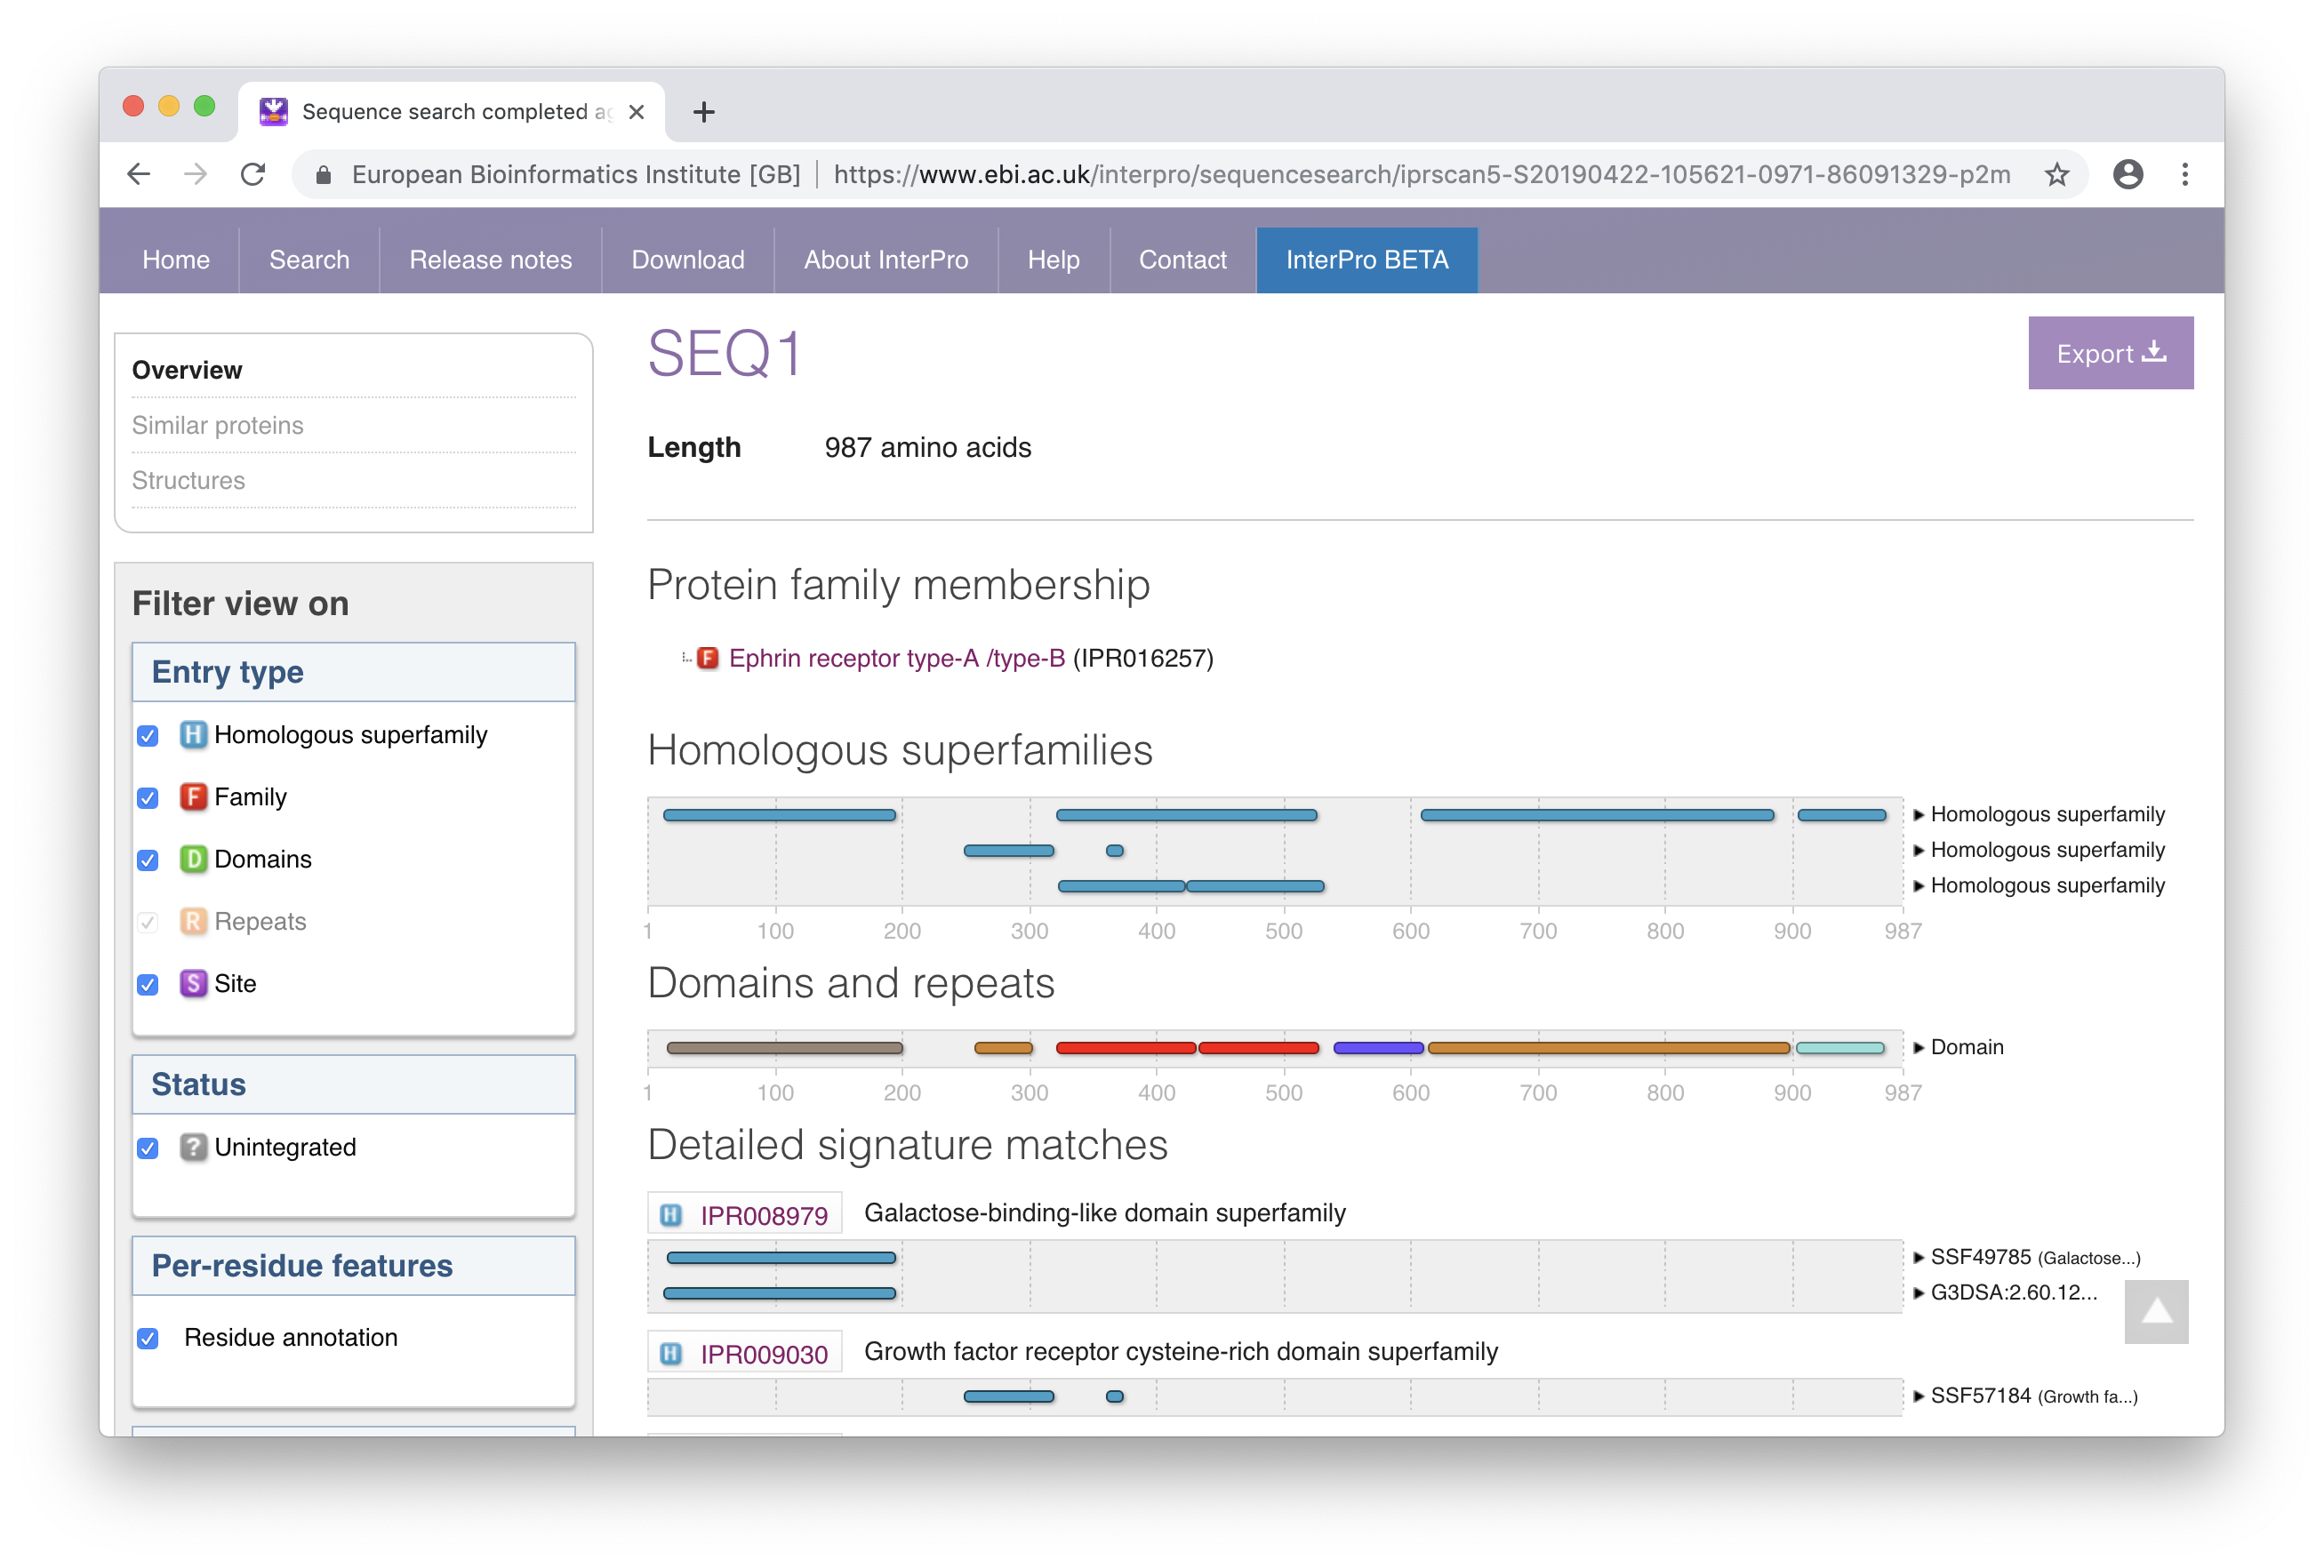 Sequence search completed
European Bioinformatics Institute [GB] https://www.ebi.ac.uk/interpro/sequencesearch/iprscan5-S20190422-105621-0971-86091329-p2m
Home Search Release notes Download About InterPro Help Contact InterPro BETA
Overview
Similar proteins
Structures
Filter view on
Entry type
H Homologous superfamily
F Family
D Domains
R Repeats
S Site
Status
? Unintegrated
Per-residue features
Residue annotation
SEQ1
Export
Length 987 amino acids
Protein family membership
F Ephrin receptor type-A /type-B (IPR016257)
Homologous superfamilies
Homologous superfamily
Homologous superfamily
Homologous superfamily
1 100 200 300 400 500 600 700 800 900 987
Domains and repeats
Domain
1 100 200 300 400 500 600 700 800 900 987
Detailed signature matches
H IPR008979 Galactose-binding-like domain superfamily
SSF49785 (Galactose...)
G3DSA:2.60.12...
H IPR009030 Growth factor receptor cysteine-rich domain superfamily
SSF57184 (Growth fa...)